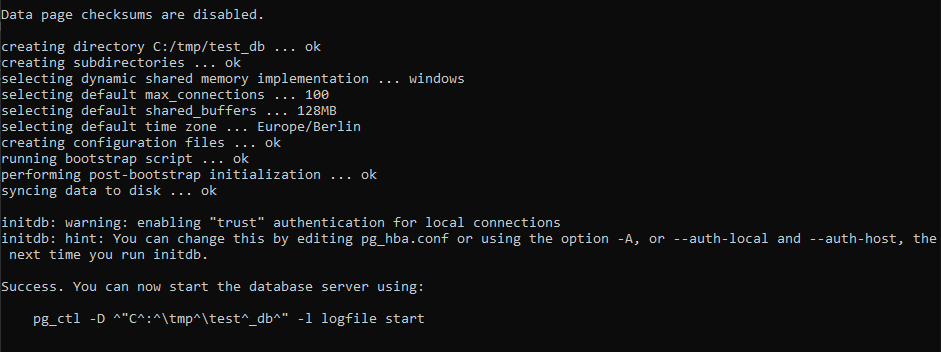 Data page checksums are disabled.
creating directory C:/tmp/test_db ... ok
creating subdirectories ... ok
selecting dynamic shared memory implementation ... windows
selecting default max_connections ... 100
selecting default shared_buffers ... 128MB
selecting default time zone ... Europe/Berlin
creating configuration files ... ok
running bootstrap script ... ok
performing post-bootstrap initialization ... ok
syncing data to disk ... ok
initdb: warning: enabling "trust" authentication for local connections
initdb: hint: You can change this by editing pg_hba.conf or using the option -A, or --auth-local and --auth-host, the
next time you run initdb.
Success. You can now start the database server using:
pg_ctl -D ^"C^:^\tmp^\test^_db^" -l logfile start